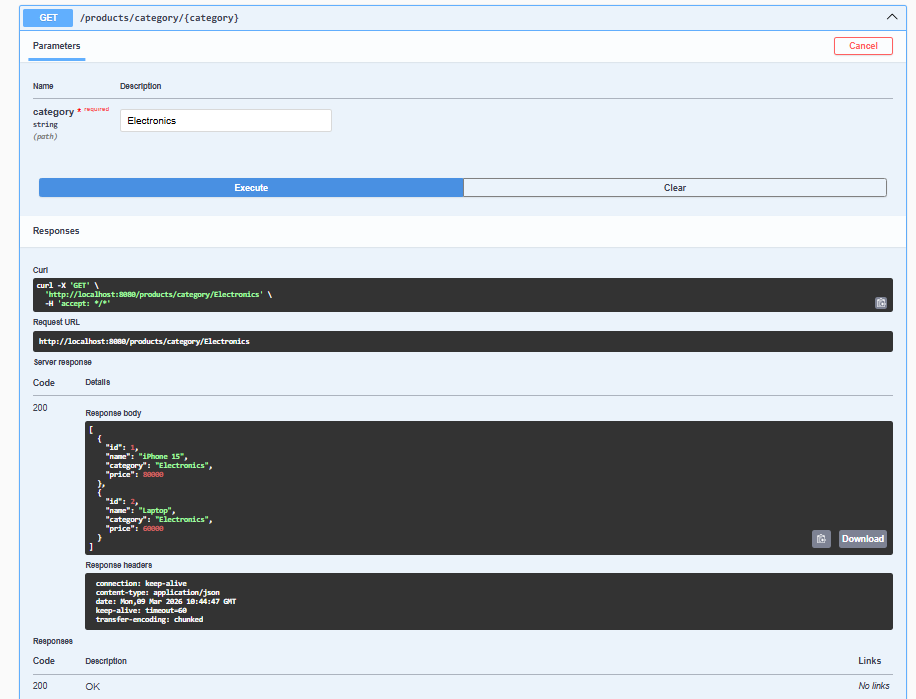 GET /products/category/{category}
Parameters
Cancel
Name Description
category * required
string
(path)
Electronics
Execute Clear
Responses
Curl
curl -X 'GET' \
'http://localhost:8080/products/category/Electronics' \
-H 'accept: */*'
Request URL
http://localhost:8080/products/category/Electronics
Server response
Code Details
200
Response body
[
{
"id": 1,
"name": "iPhone 15",
"category": "Electronics",
"price": 80000
},
{
"id": 2,
"name": "Laptop",
"category": "Electronics",
"price": 60000
}
]
Download
Response headers
connection: keep-alive
content-type: application/json
date: Mon,09 Mar 2026 10:44:47 GMT
keep-alive: timeout=60
transfer-encoding: chunked
Responses
Code Description Links
200 OK No links